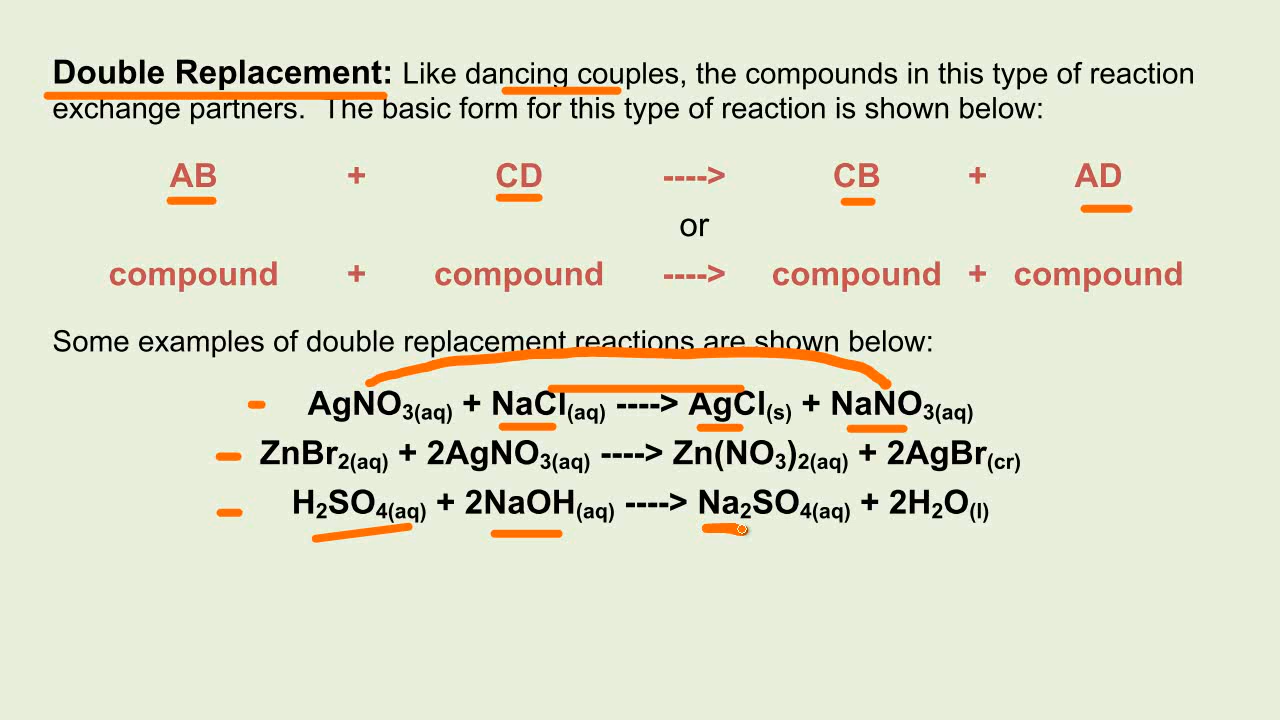 Double Replacement: Like dancing couples, the compounds in this type of reaction
exchange partners. The basic form for this type of reaction is shown below:
AB + CD ----> CB + AD
or
compound + compound ----> compound + compound
Some examples of double replacement reactions are shown below:
AgNO₃(aq) + NaCl(aq) ----> AgCl(s) + NaNO₃(aq)
ZnBr₂(aq) + 2AgNO₃(aq) ----> Zn(NO₃)₂(aq) + 2AgBr(cr)
H₂SO₄(aq) + 2NaOH(aq) ----> Na₂SO₄(aq) + 2H₂O(l)